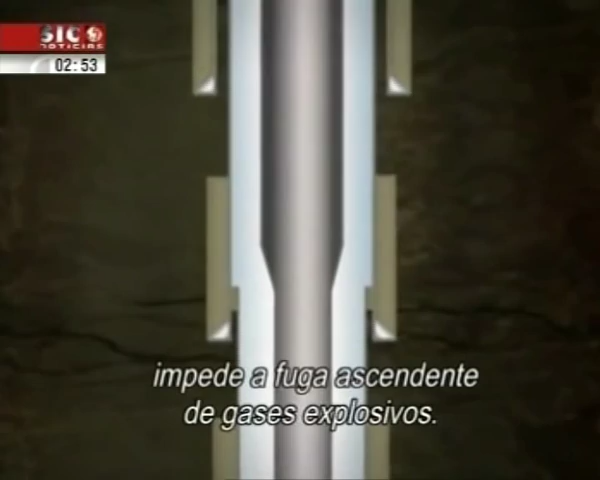 SIC
NOTÍCIAS
02:53
impede a fuga ascendente
de gases explosivos.